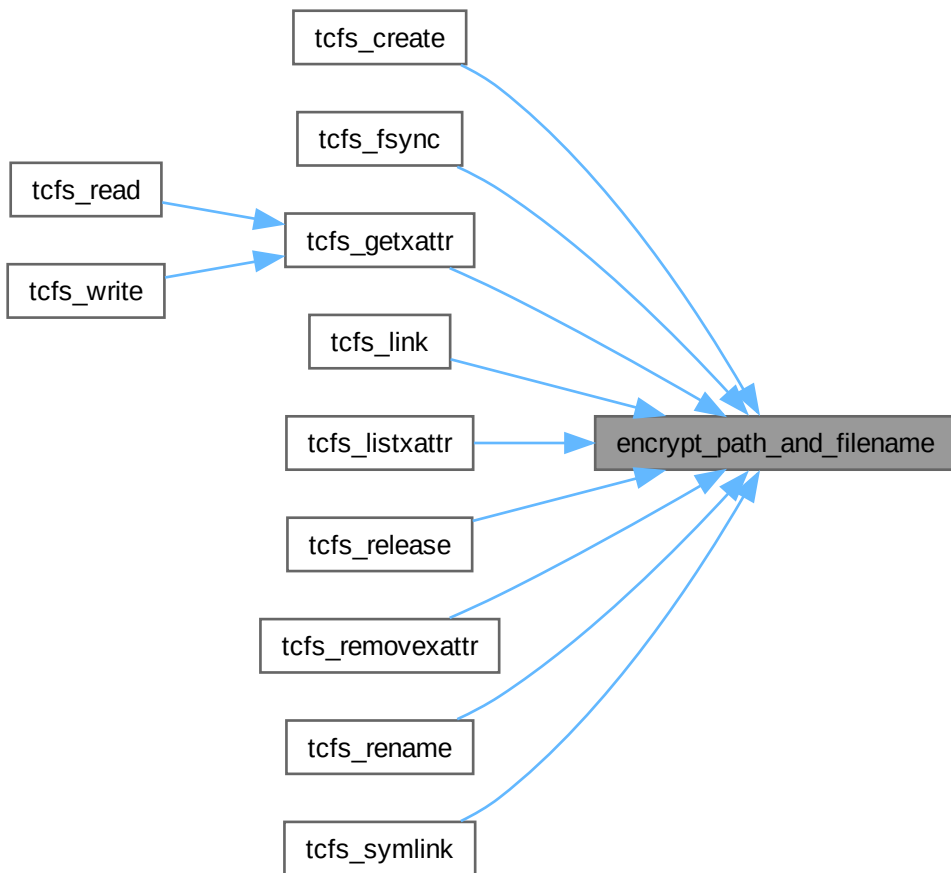 tcfs_create
tcfs_fsync
tcfs_read
tcfs_getxattr
tcfs_write
tcfs_link
encrypt_path_and_filename
tcfs_listxattr
tcfs_release
tcfs_removexattr
tcfs_rename
tcfs_symlink